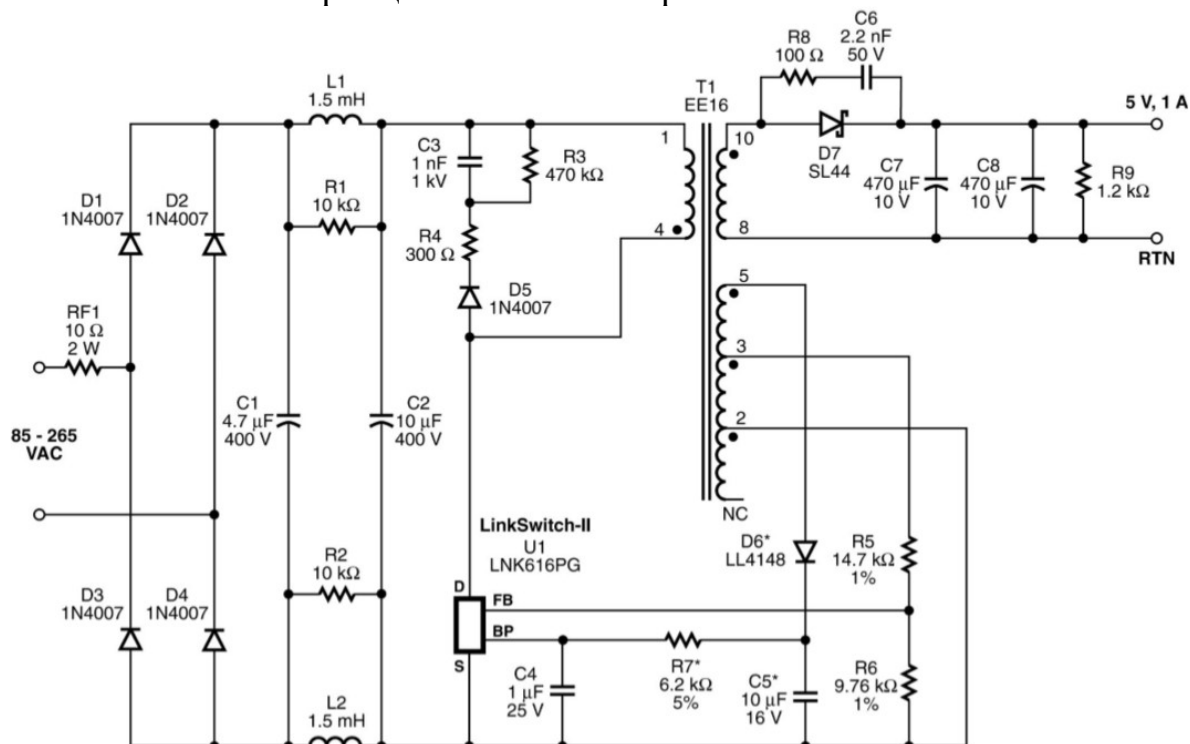 C6
2.2 nF
50 V
R8
100 Ω
L1
1.5 mH
T1
EE16
5 V, 1 A
1
10
C3
1 nF
1 kV
R3
470 kΩ
D7
SL44
C7
470 μF
10 V
C8
470 μF
10 V
R9
1.2 kΩ
D1
1N4007
D2
1N4007
R1
10 kΩ
R4
300 Ω
4
8
RTN
D5
1N4007
5
RF1
10 Ω
2 W
3
C1
4.7 μF
400 V
C2
10 μF
400 V
2
85 - 265
VAC
NC
LinkSwitch-II
U1
LNK616PG
D6*
LL4148
R5
14.7 kΩ
1%
R2
10 kΩ
D3
1N4007
D4
1N4007
D
FB
BP
S
C4
1 μF
25 V
R7*
6.2 kΩ
5%
C5*
10 μF
16 V
R6
9.76 kΩ
1%
L2
1.5 mH